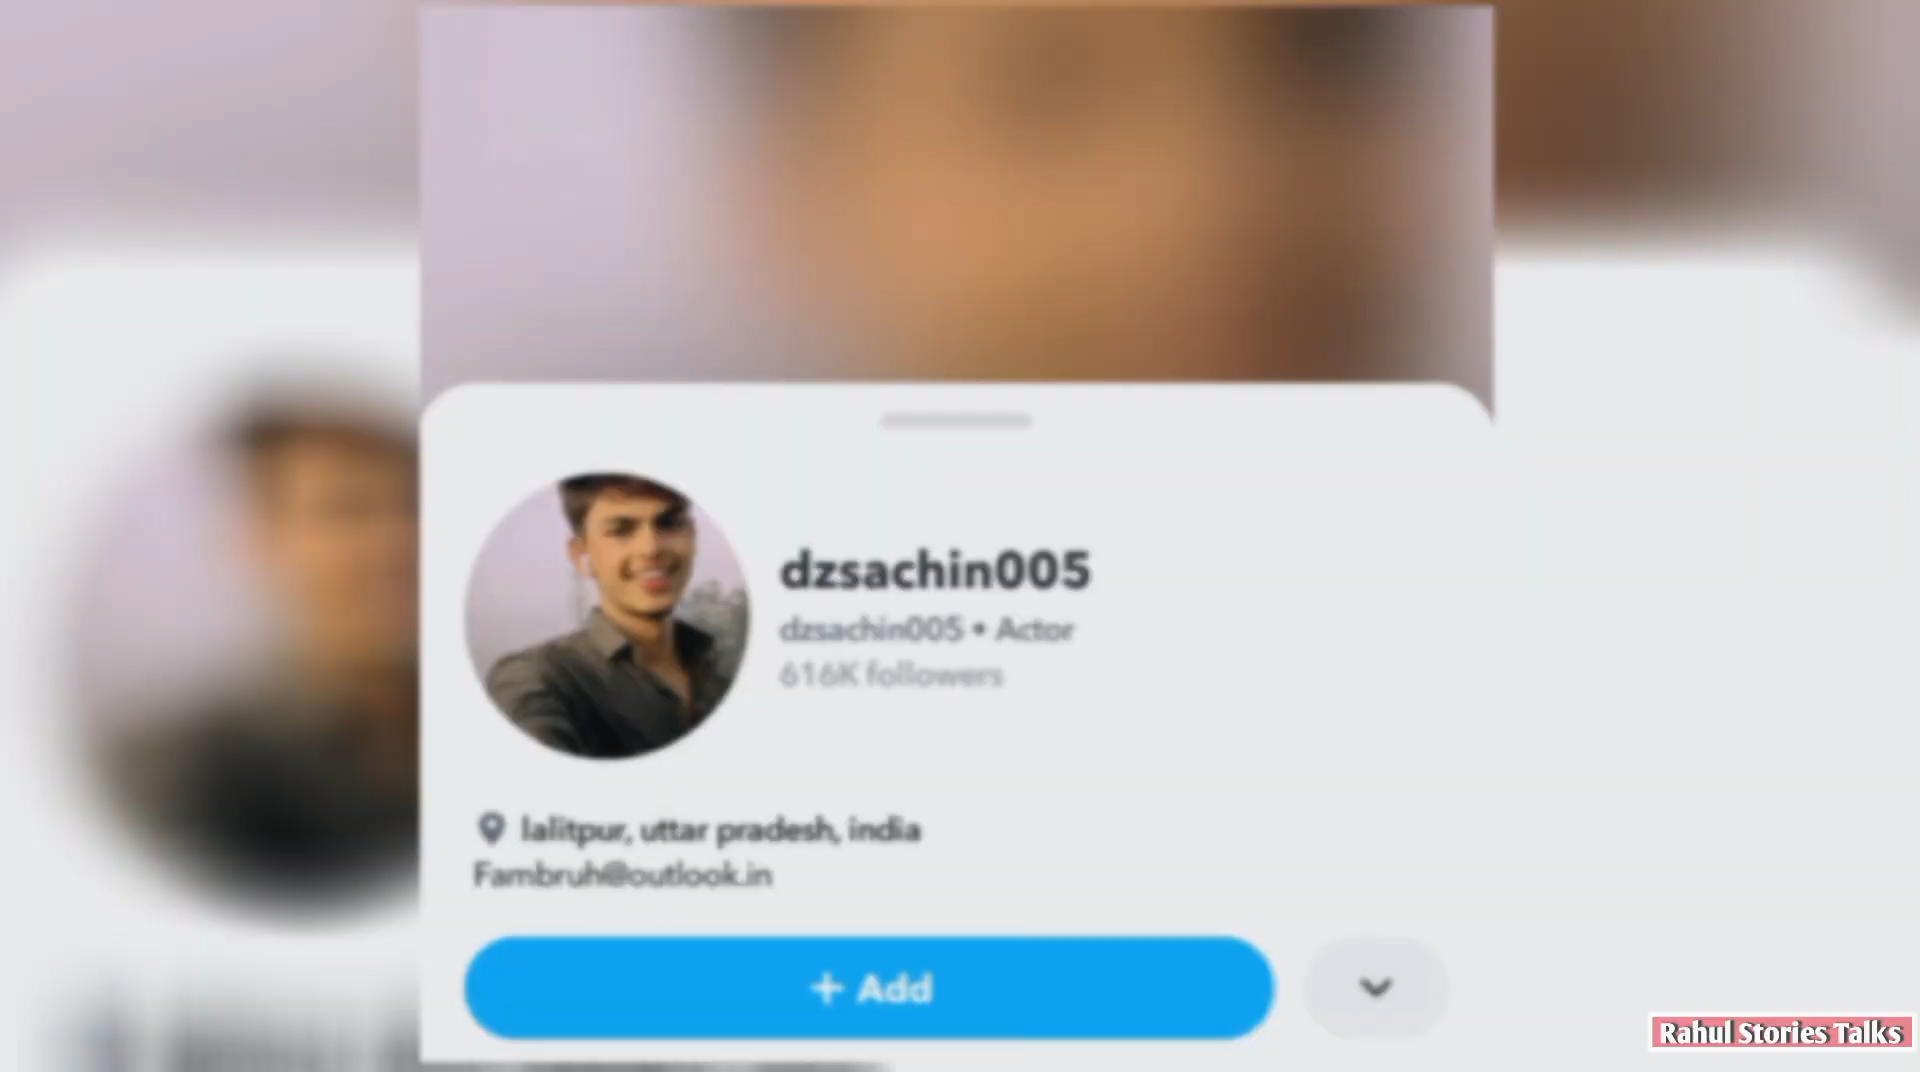 dzsachin005
dzsachin005 • Actor
616K followers
lalitpur, uttar pradesh, india
Fambruh@outlook.in
+ Add
Rahul Stories Talks